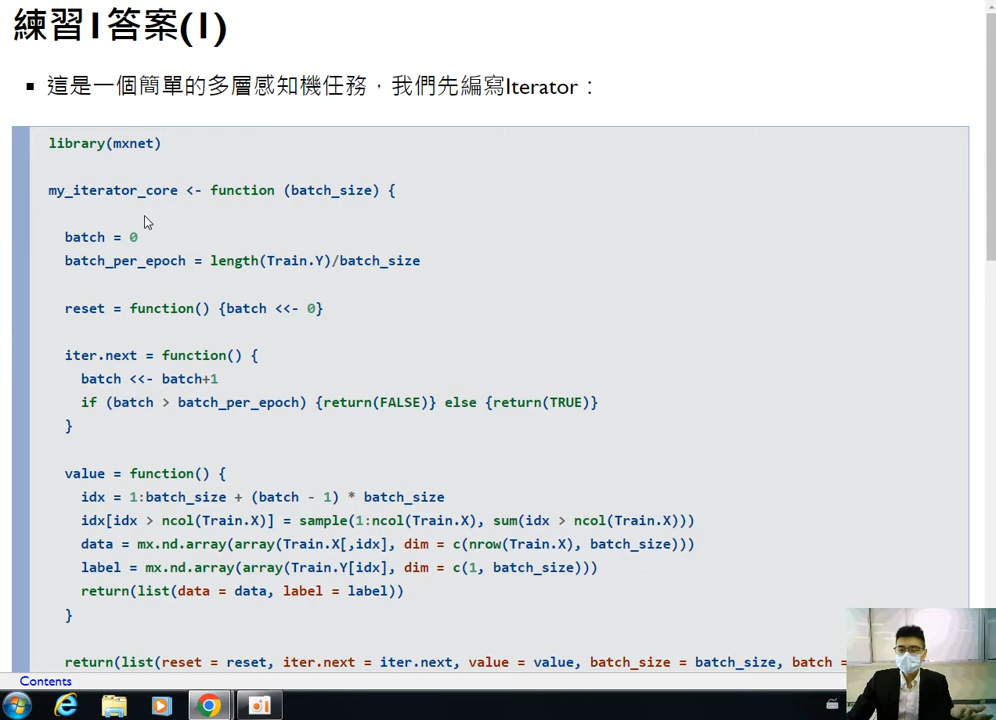 練習1答案(1)
▪ 這是一個簡單的多層感知機任務，我們先編寫Iterator：
library(mxnet)
my_iterator_core <- function (batch_size) {
batch = 0
batch_per_epoch = length(Train.Y)/batch_size
reset = function() {batch <<- 0}
iter.next = function() {
batch <<- batch+1
if (batch > batch_per_epoch) {return(FALSE)} else {return(TRUE)}
}
value = function() {
idx = 1:batch_size + (batch - 1) * batch_size
idx[idx > ncol(Train.X)] = sample(1:ncol(Train.X), sum(idx > ncol(Train.X)))
data = mx.nd.array(array(Train.X[,idx], dim = c(nrow(Train.X), batch_size)))
label = mx.nd.array(array(Train.Y[idx], dim = c(1, batch_size)))
return(list(data = data, label = label))
}
return(list(reset = reset, iter.next = iter.next, value = value, batch_size = batch_size, batch =
Contents